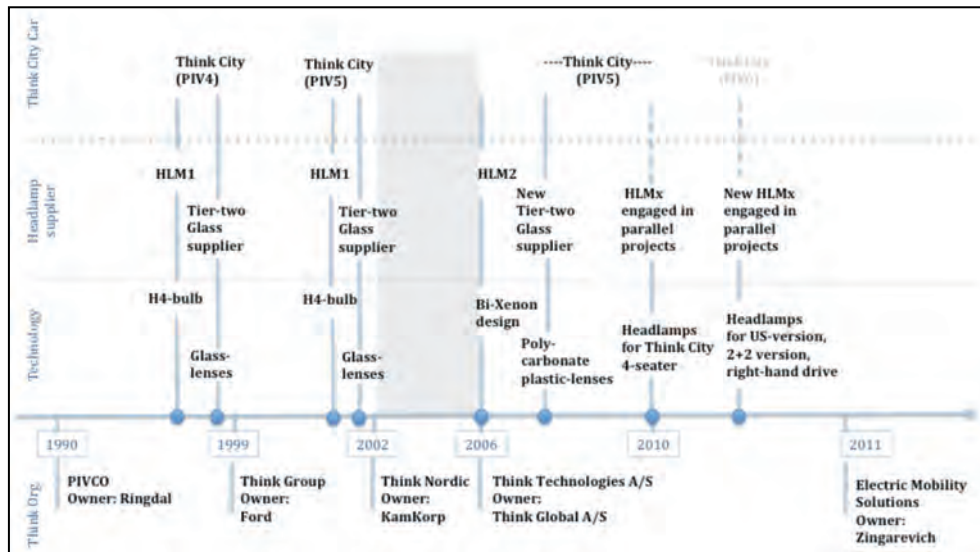 Think City Car
Think City
(PIV4)
Think City
(PIV5)
----Think City----
(PIV5)
Think City
(PIV6)
Headlamp
supplier
HLM1
Tier-two
Glass
supplier
HLM1
Tier-two
Glass
supplier
HLM2
New
Tier-two
Glass
supplier
HLMx
engaged in
parallel
projects
New HLMx
engaged in
parallel
projects
Technology
H4-bulb
Glass-
lenses
H4-bulb
Glass-
lenses
Bi-Xenon
design
Poly-
carbonate
plastic-lenses
Headlamps
for Think City
4-seater
Headlamps
for US-version,
2+2 version,
right-hand drive
1990
1999
2002
2006
2010
2011
Think Org.
PIVCO
Owner: Ringdal
Think Group
Owner:
Ford
Think Nordic
Owner:
KamKorp
Think Technologies A/S
Owner:
Think Global A/S
Electric Mobility
Solutions
Owner:
Zingarevich